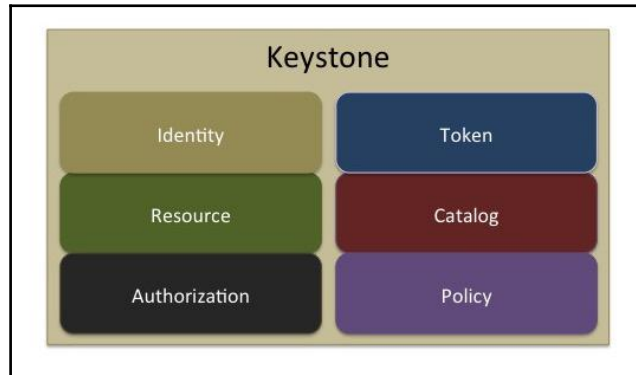 Keystone
Identity
Token
Resource
Catalog
Authorization
Policy